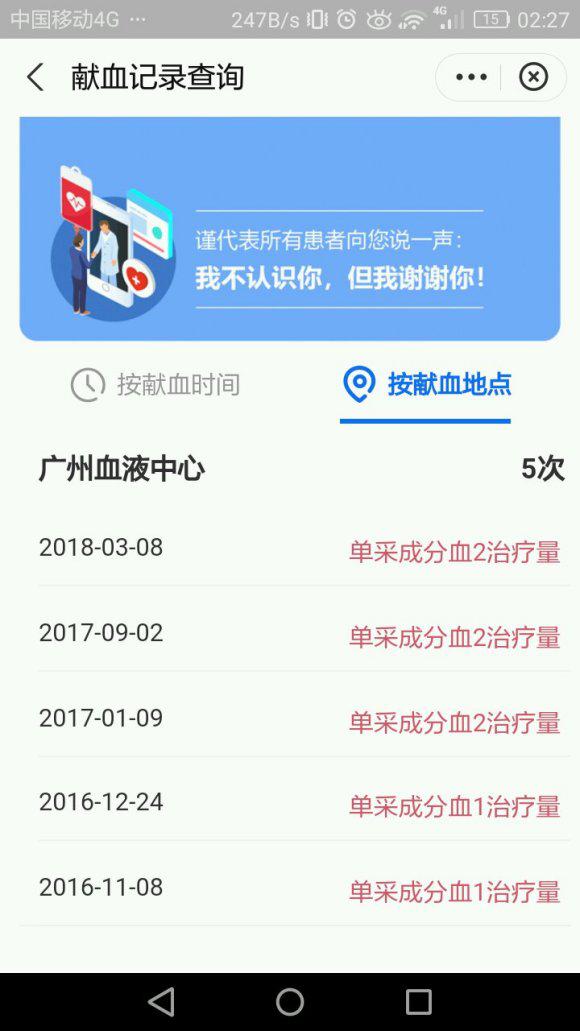 中国移动4G ··· 247B/s 4G 15 02:27
献血记录查询
谨代表所有患者向您说一声：
我不认识你，但我谢谢你！
按献血时间 按献血地点
广州血液中心 5次
2018-03-08 单采成分血2治疗量
2017-09-02 单采成分血2治疗量
2017-01-09 单采成分血2治疗量
2016-12-24 单采成分血1治疗量
2016-11-08 单采成分血1治疗量